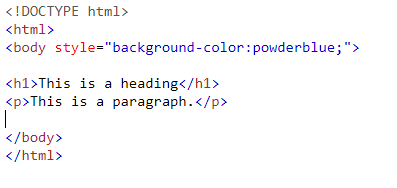 <!DOCTYPE html>
<html>
<body style="background-color:powderblue;">
<h1>This is a heading</h1>
<p>This is a paragraph.</p>
</body>
</html>